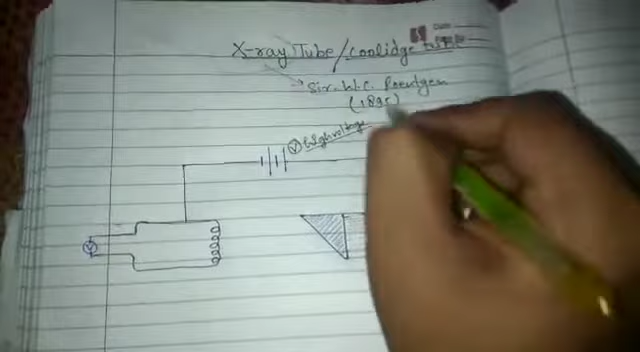 X-ray Tube/Coolidge Tube
Sir. W.C. Roentgen
(1895)
V High voltage